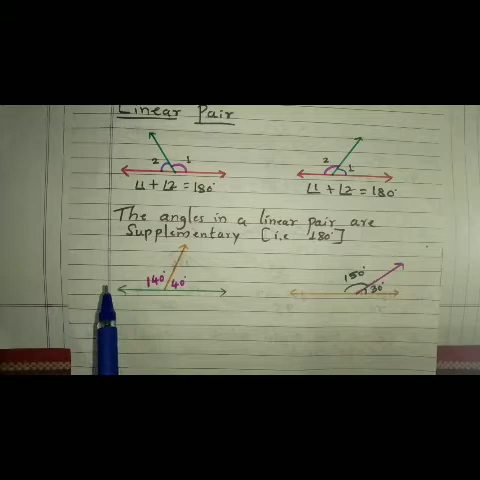 Linear Pair
2 1
2 1
∠1 + ∠2 = 180°
∠1 + ∠2 = 180°
The angles in a linear pair are
Supplementary [i.e 180°]
140° 40°
150° 30°